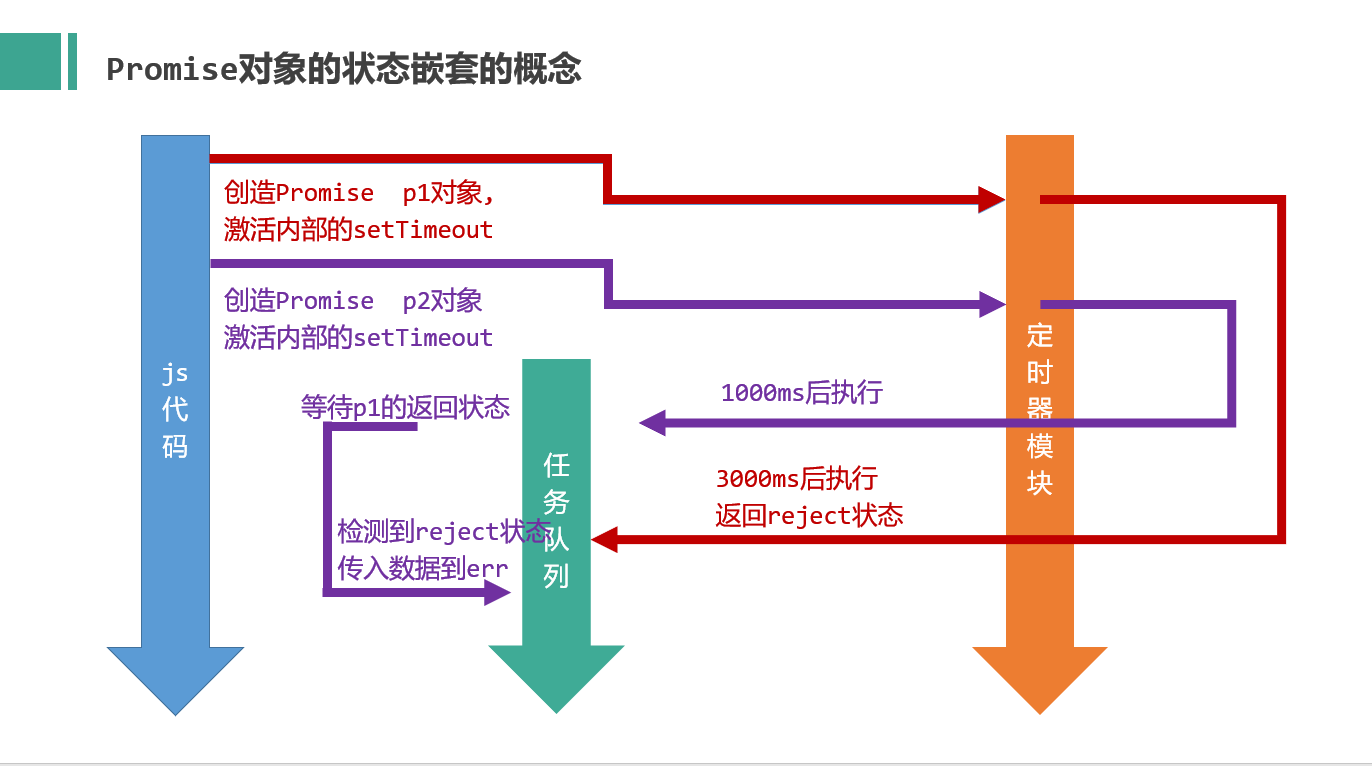 Promise对象的状态嵌套的概念
创造Promise  p1对象,
激活内部的setTimeout
创造Promise  p2对象
激活内部的setTimeout
js
代
码
等待p1的返回状态
检测到reject状态
传入数据到err
任
务
队
列
1000ms后执行
3000ms后执行
返回reject状态
定
时
器
模
块